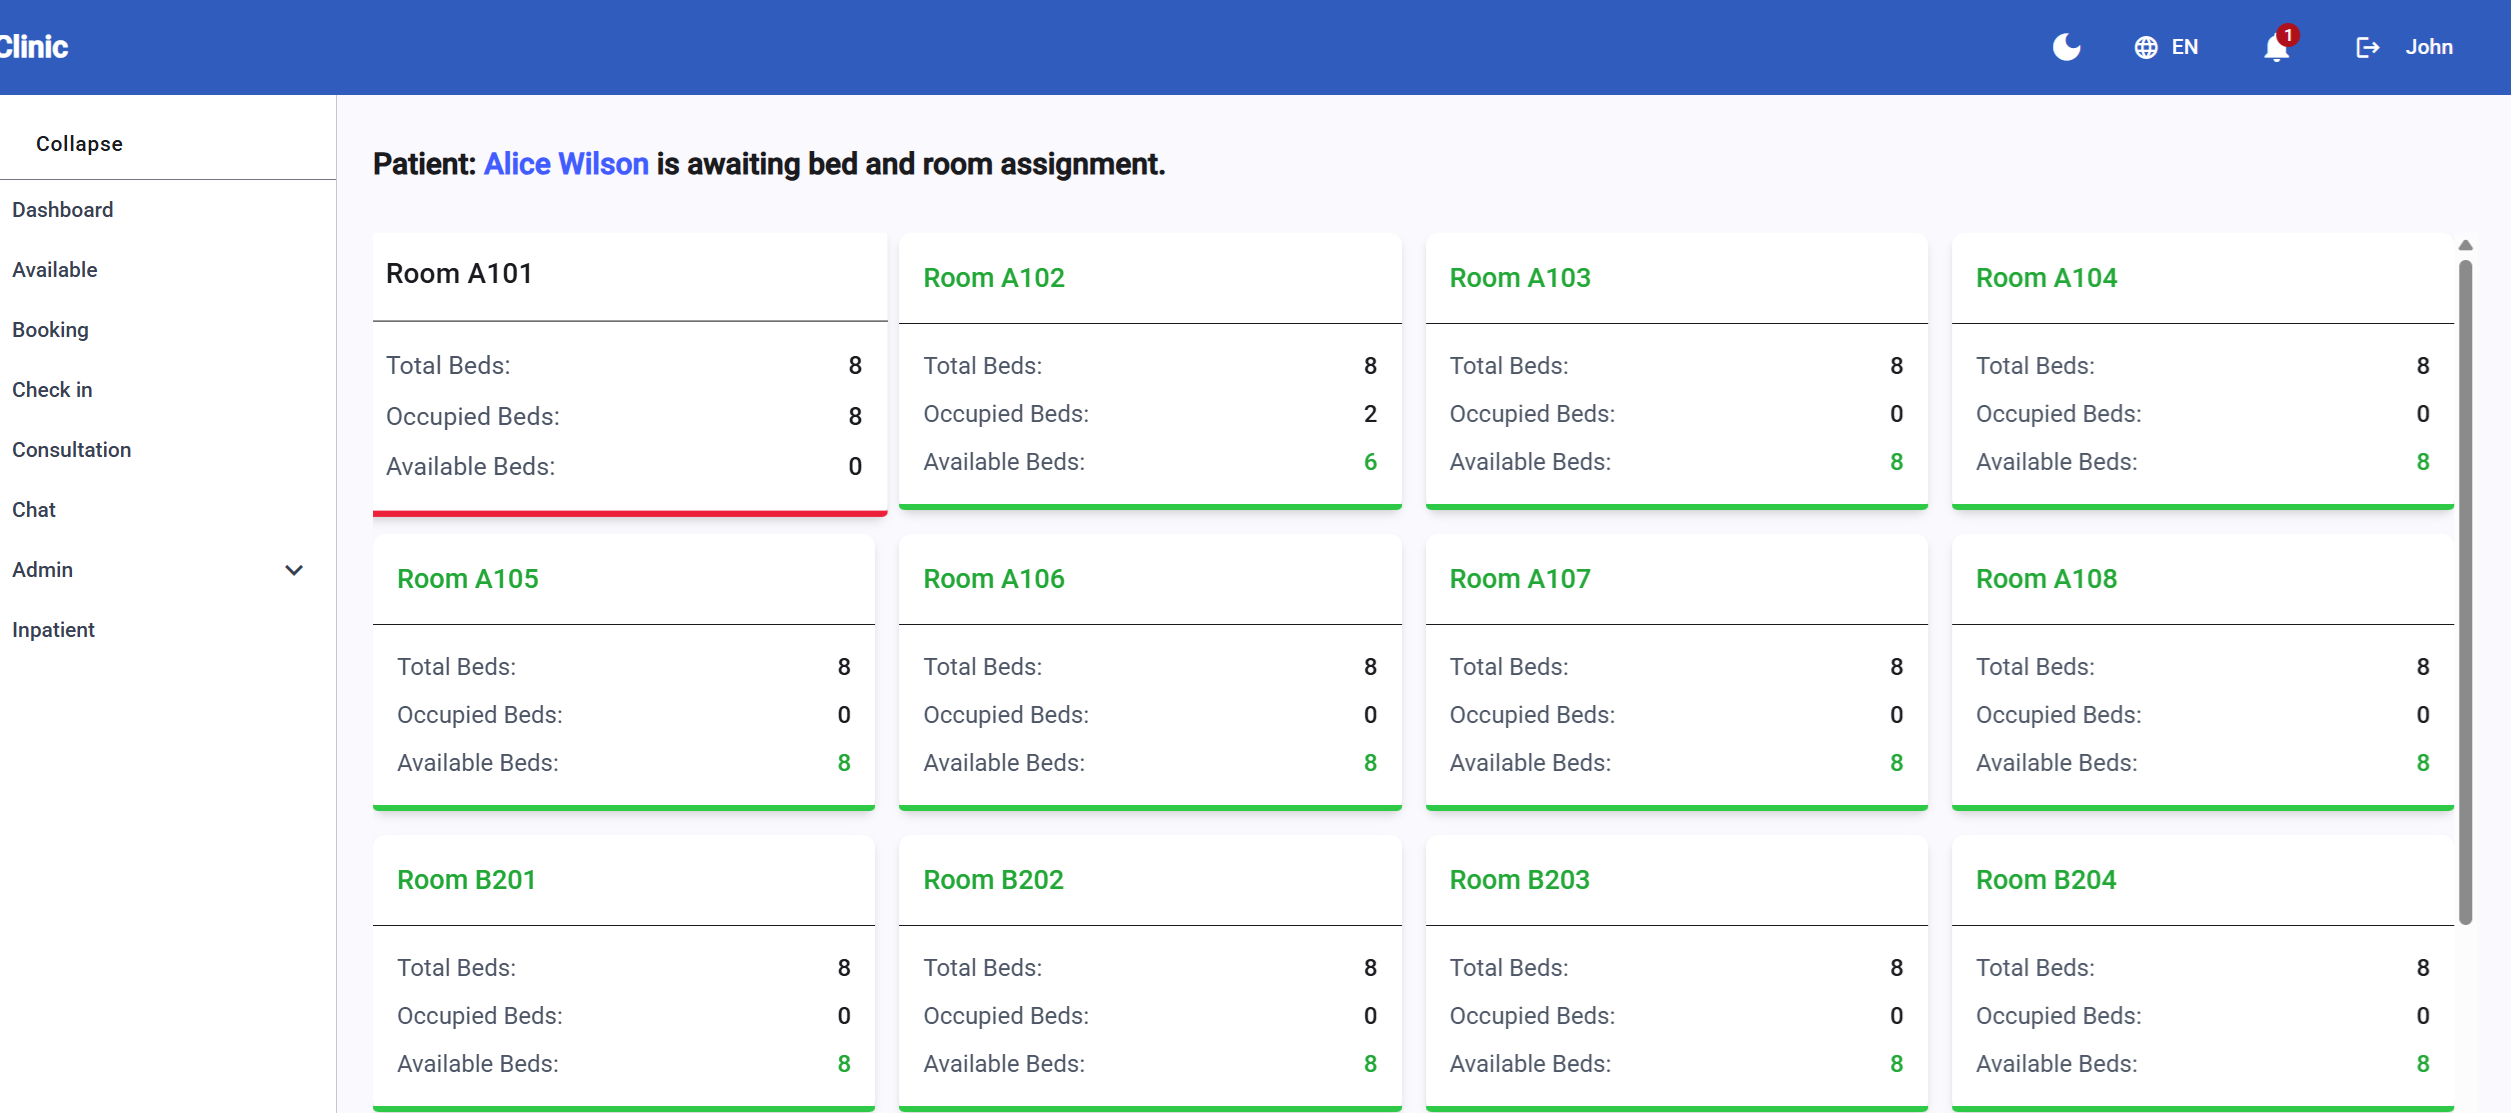 Clinic
EN
1
John
Collapse
Dashboard
Available
Booking
Check in
Consultation
Chat
Admin
Inpatient
Patient: Alice Wilson is awaiting bed and room assignment.
Room A101
Total Beds: 8
Occupied Beds: 8
Available Beds: 0
Room A102
Total Beds: 8
Occupied Beds: 2
Available Beds: 6
Room A103
Total Beds: 8
Occupied Beds: 0
Available Beds: 8
Room A104
Total Beds: 8
Occupied Beds: 0
Available Beds: 8
Room A105
Total Beds: 8
Occupied Beds: 0
Available Beds: 8
Room A106
Total Beds: 8
Occupied Beds: 0
Available Beds: 8
Room A107
Total Beds: 8
Occupied Beds: 0
Available Beds: 8
Room A108
Total Beds: 8
Occupied Beds: 0
Available Beds: 8
Room B201
Total Beds: 8
Occupied Beds: 0
Available Beds: 8
Room B202
Total Beds: 8
Occupied Beds: 0
Available Beds: 8
Room B203
Total Beds: 8
Occupied Beds: 0
Available Beds: 8
Room B204
Total Beds: 8
Occupied Beds: 0
Available Beds: 8